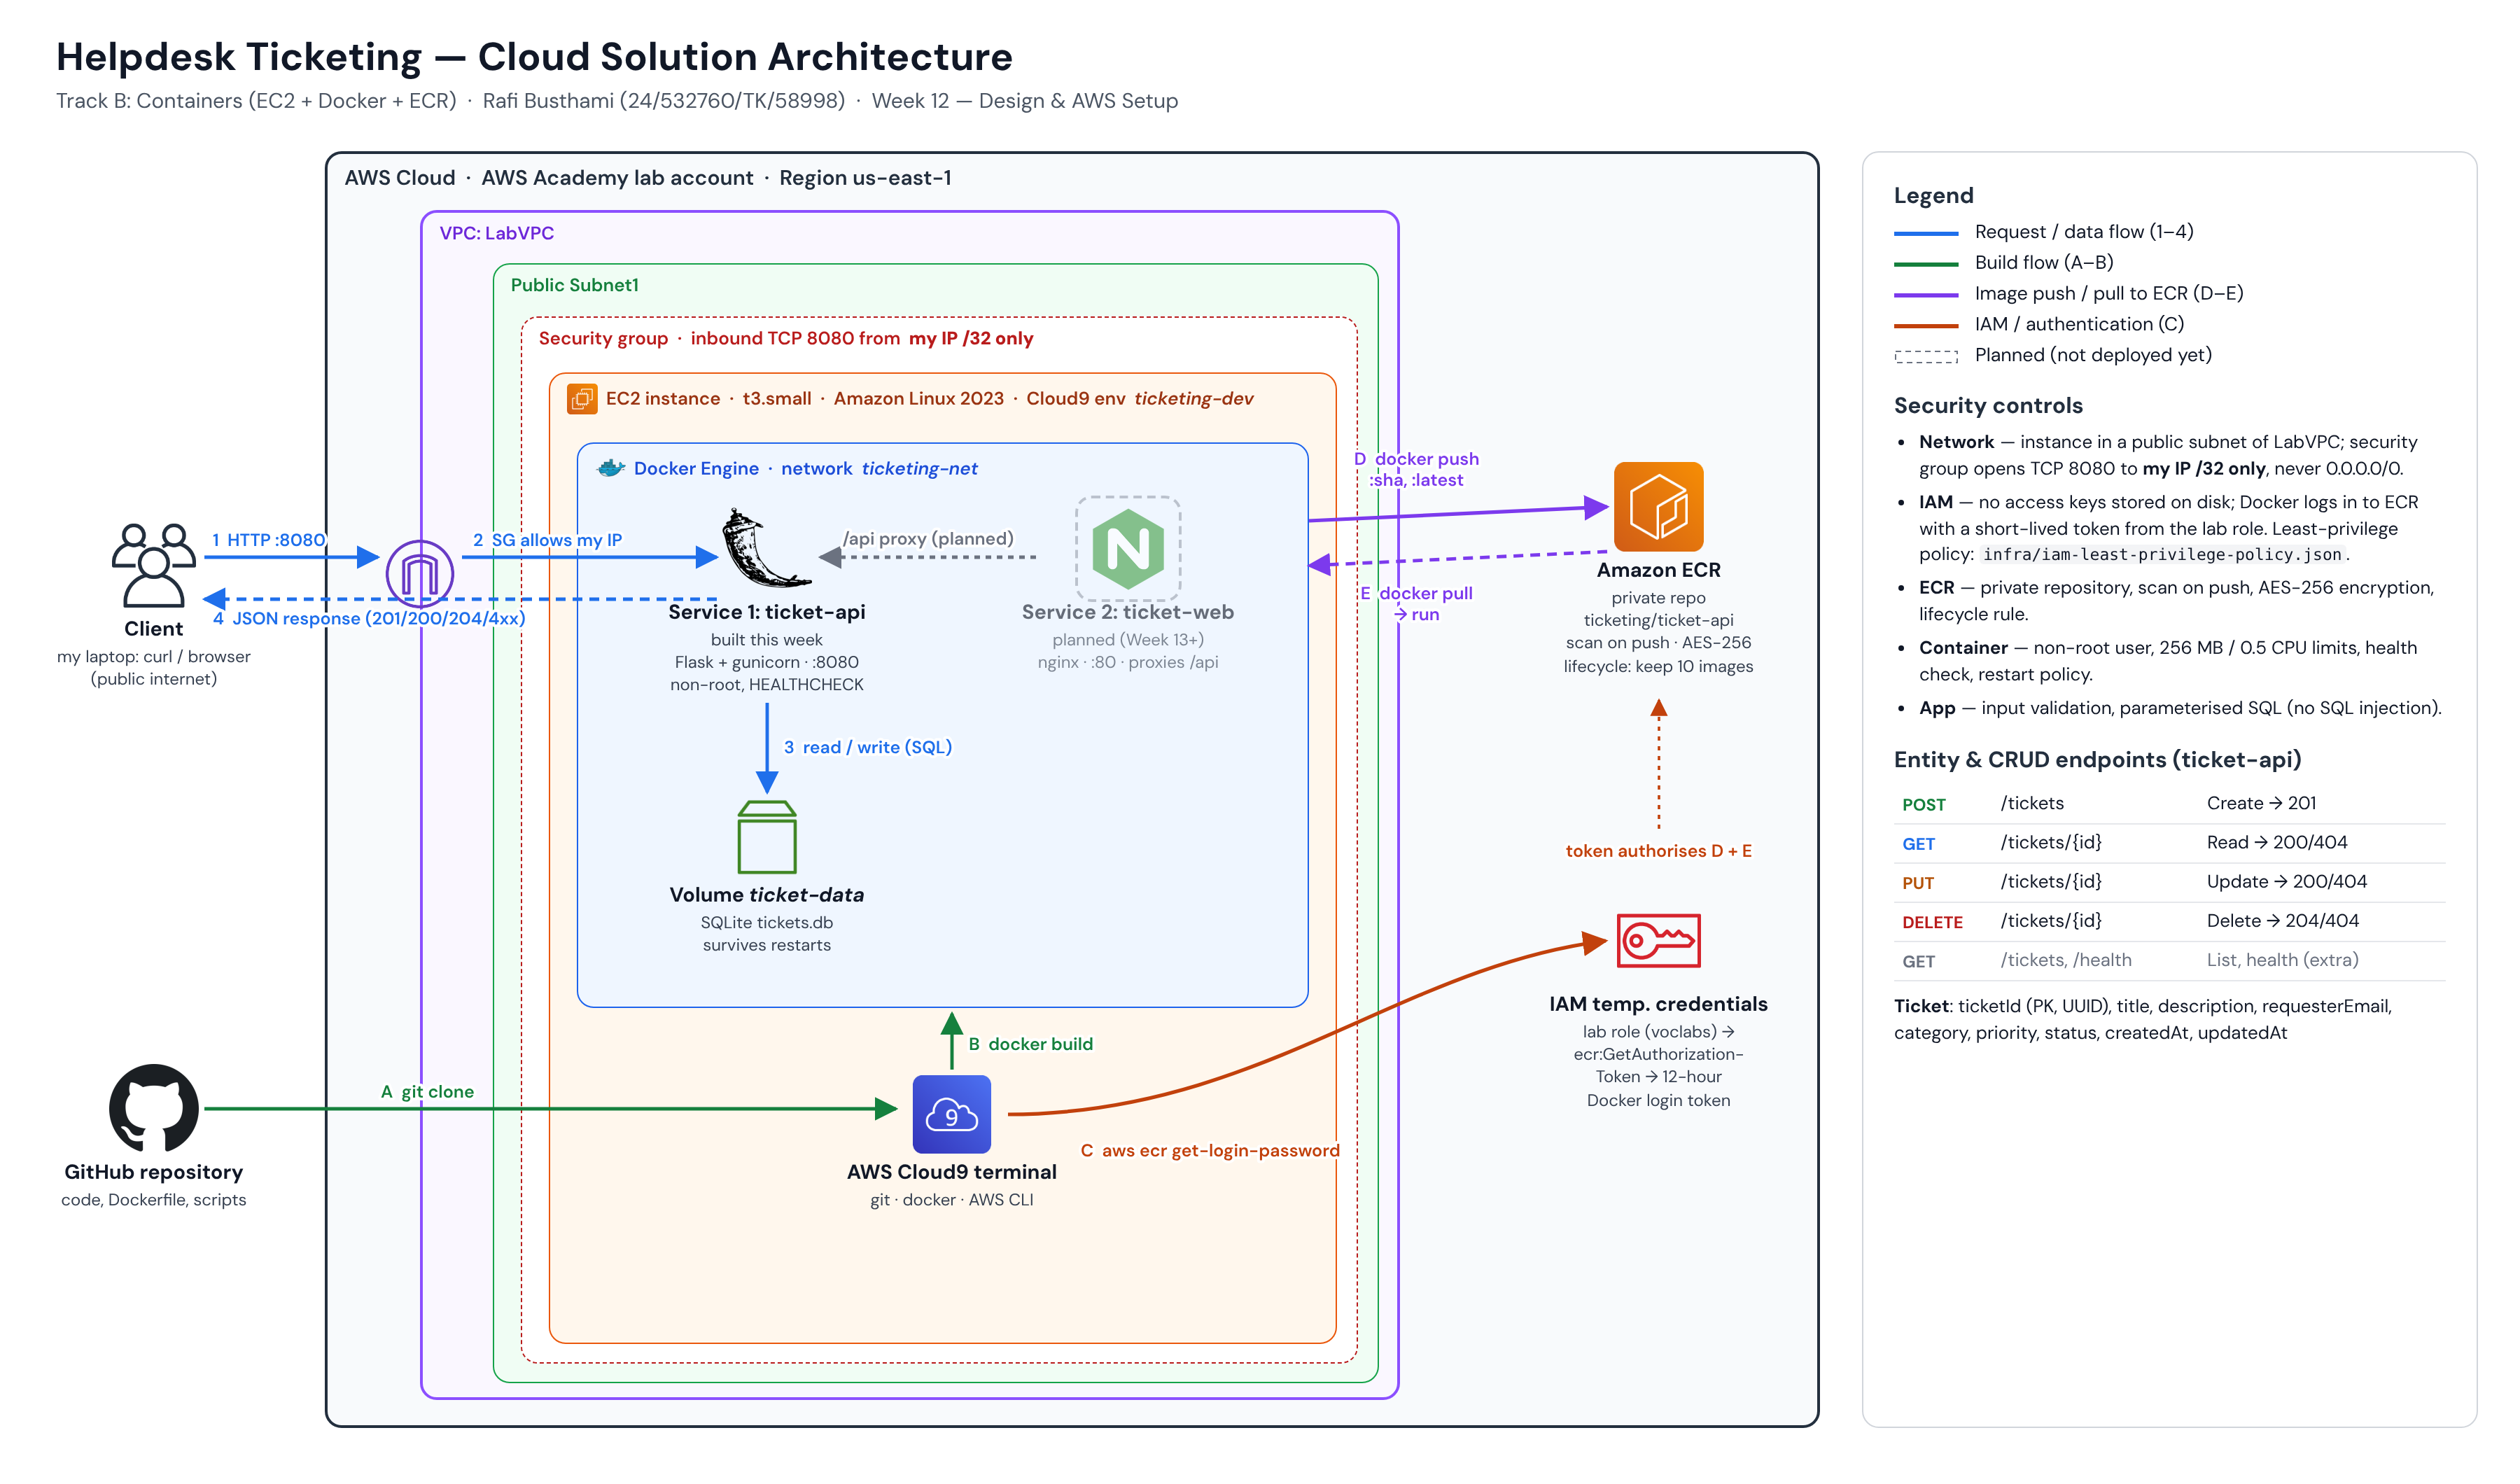 Helpdesk Ticketing — Cloud Solution Architecture
Track B: Containers (EC2 + Docker + ECR) · Rafi Busthami (24/532760/TK/58998) · Week 12 — Design & AWS Setup
AWS Cloud · AWS Academy lab account · Region us-east-1
VPC: LabVPC
Public Subnet1
Security group · inbound TCP 8080 from my IP /32 only
EC2 instance · t3.small · Amazon Linux 2023 · Cloud9 env ticketing-dev
Docker Engine · network ticketing-net
1 HTTP :8080
2 SG allows my IP
/api proxy (planned)
4 JSON response (201/200/204/4xx)
Client
my laptop: curl / browser
(public internet)
Service 1: ticket-api
built this week
Flask + gunicorn · :8080
non-root, HEALTHCHECK
Service 2: ticket-web
planned (Week 13+)
nginx · :80 · proxies /api
D docker push
:sha, :latest
E docker pull
→ run
Amazon ECR
private repo
ticketing/ticket-api
scan on push · AES-256
lifecycle: keep 10 images
3 read / write (SQL)
Volume ticket-data
SQLite tickets.db
survives restarts
token authorises D + E
IAM temp. credentials
lab role (voclabs) →
ecr:GetAuthorization-
Token → 12-hour
Docker login token
B docker build
A git clone
9
C aws ecr get-login-password
GitHub repository
code, Dockerfile, scripts
AWS Cloud9 terminal
git · docker · AWS CLI
Legend
Request / data flow (1–4)
Build flow (A–B)
Image push / pull to ECR (D–E)
IAM / authentication (C)
Planned (not deployed yet)
Security controls
• Network — instance in a public subnet of LabVPC; security
group opens TCP 8080 to my IP /32 only, never 0.0.0.0/0.
• IAM — no access keys stored on disk; Docker logs in to ECR
with a short-lived token from the lab role. Least-privilege
policy: infra/iam-least-privilege-policy.json.
• ECR — private repository, scan on push, AES-256 encryption,
lifecycle rule.
• Container — non-root user, 256 MB / 0.5 CPU limits, health
check, restart policy.
• App — input validation, parameterised SQL (no SQL injection).
Entity & CRUD endpoints (ticket-api)
POST /tickets Create → 201
GET /tickets/{id} Read → 200/404
PUT /tickets/{id} Update → 200/404
DELETE /tickets/{id} Delete → 204/404
GET /tickets, /health List, health (extra)
Ticket: ticketId (PK, UUID), title, description, requesterEmail,
category, priority, status, createdAt, updatedAt